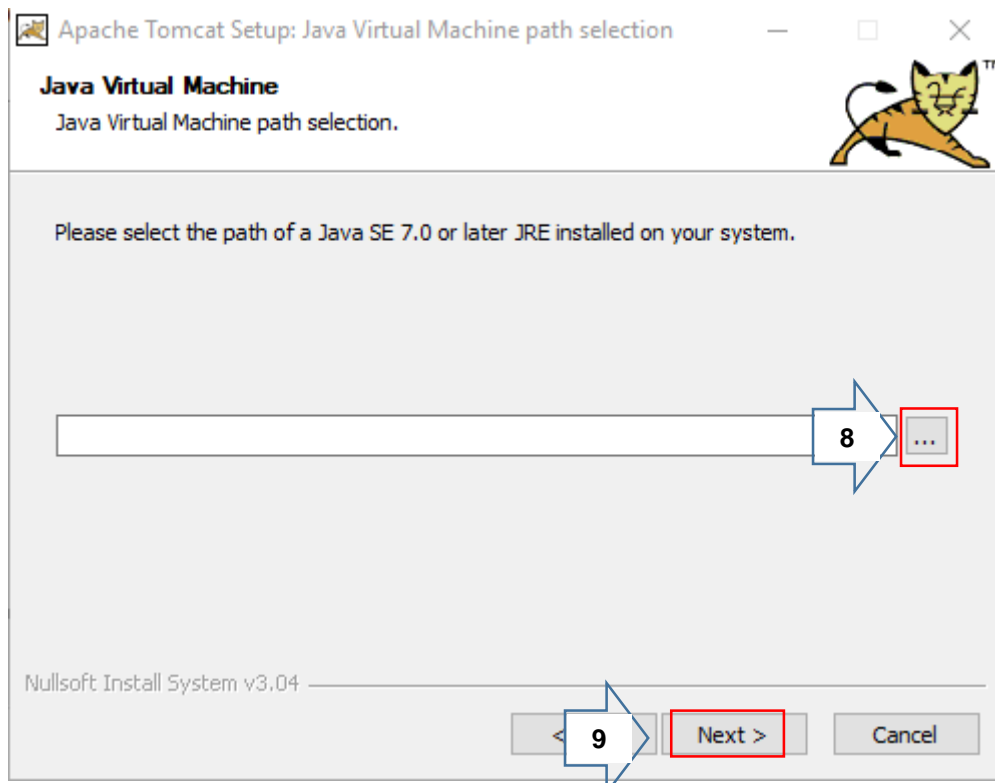 Apache Tomcat Setup: Java Virtual Machine path selection
Java Virtual Machine
Java Virtual Machine path selection.
Please select the path of a Java SE 7.0 or later JRE installed on your system.
8
...
Nullsoft Install System v3.04
< 9 Next > Cancel